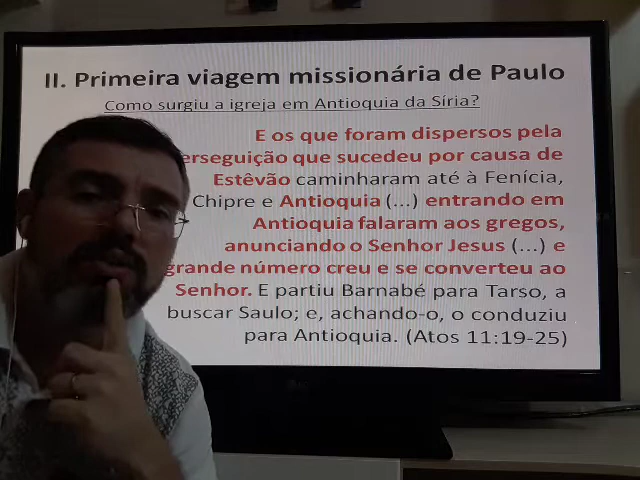 II. Primeira viagem missionária de Paulo
Como surgiu a igreja em Antioquia da Síria?
E os que foram dispersos pela
erseguição que sucedeu por causa de
Estêvão caminharam até à Fenícia,
Chipre e Antioquia (...) entrando em
Antioquia falaram aos gregos,
anunciando o Senhor Jesus (...) e
grande número creu e se converteu ao
Senhor. E partiu Barnabé para Tarso, a
buscar Saulo; e, achando-o, o conduziu
para Antioquia. (Atos 11:19-25)